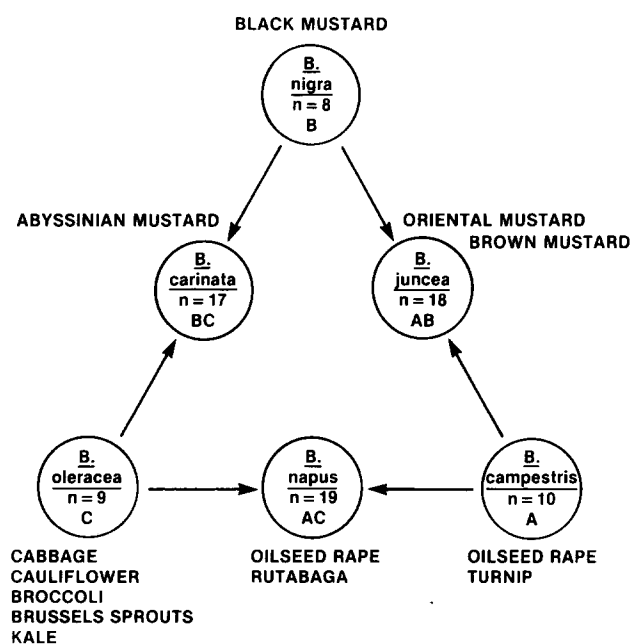 BLACK MUSTARD
B.
nigra
n = 8
B
ABYSSINIAN MUSTARD
B.
carinata
n = 17
BC
ORIENTAL MUSTARD
BROWN MUSTARD
B.
juncea
n = 18
AB
B.
oleracea
n = 9
C
CABBAGE
CAULIFLOWER
BROCCOLI
BRUSSELS SPROUTS
KALE
B.
napus
n = 19
AC
OILSEED RAPE
RUTABAGA
B.
campestris
n = 10
A
OILSEED RAPE
TURNIP